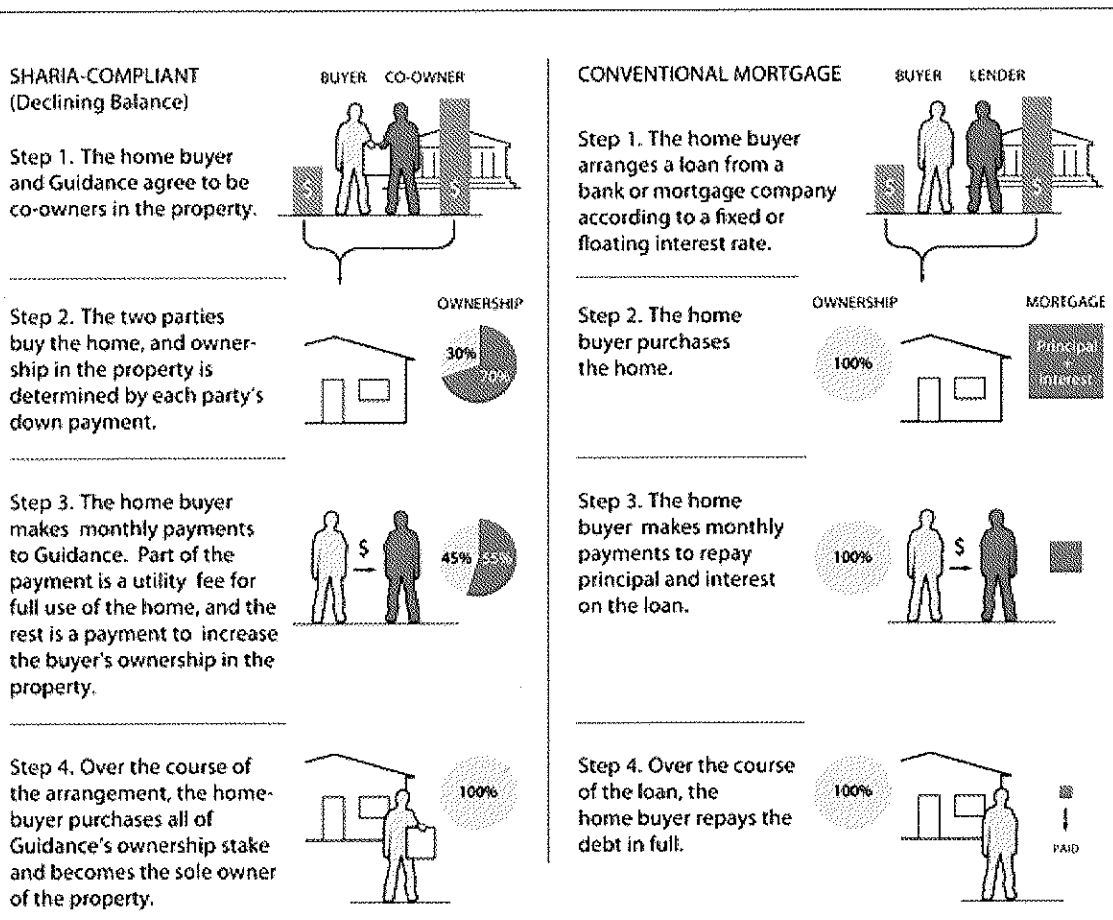 SHARIA-COMPLIANT
(Declining Balance)
BUYER CO-OWNER
Step 1. The home buyer
and Guidance agree to be
co-owners in the property.
$
$
Step 2. The two parties
buy the home, and owner-
ship in the property is
determined by each party's
down payment.
OWNERSHIP
30%
70%
Step 3. The home buyer
makes monthly payments
to Guidance. Part of the
payment is a utility fee for
full use of the home, and the
rest is a payment to increase
the buyer's ownership in the
property.
$
45%
55%
Step 4. Over the course of
the arrangement, the home-
buyer purchases all of
Guidance's ownership stake
and becomes the sole owner
of the property.
100%
CONVENTIONAL MORTGAGE
BUYER LENDER
Step 1. The home buyer
arranges a loan from a
bank or mortgage company
according to a fixed or
floating interest rate.
$
$
Step 2. The home
buyer purchases
the home.
OWNERSHIP
100%
MORTGAGE
Principal
Interest
Step 3. The home
buyer makes monthly
payments to repay
principal and interest
on the loan.
100%
$
Step 4. Over the course
of the loan, the
home buyer repays the
debt in full.
100%
PAID